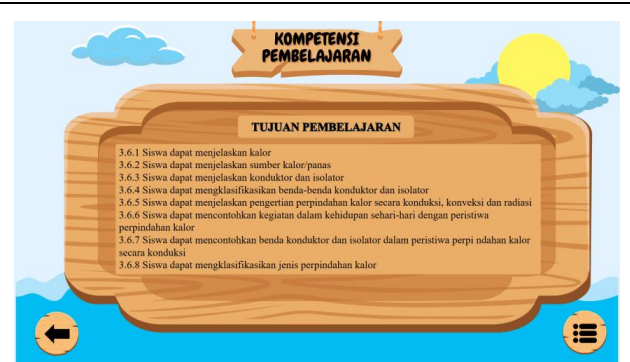 KOMPETENSI
PEMBELAJARAN
TUJUAN PEMBELAJARAN
3.6.1 Siswa dapat menjelaskan kalor
3.6.2 Siswa dapat menjelaskan sumber kalor/panas
3.6.3 Siswa dapat menjelaskan konduktor dan isolator
3.6.4 Siswa dapat mengklasifikasikan benda-benda konduktor dan isolator
3.6.5 Siswa dapat menjelaskan pengertian perpindahan kalor secara konduksi, konveksi dan radiasi
3.6.6 Siswa dapat mencontohkan kegiatan dalam kehidupan sehari-hari dengan peristiwa
perpindahan kalor
3.6.7 Siswa dapat mencontohkan benda konduktor dan isolator dalam peristiwa perpi ndahan kalor
secara konduksi
3.6.8 Siswa dapat mengklasifikasikan jenis perpindahan kalor